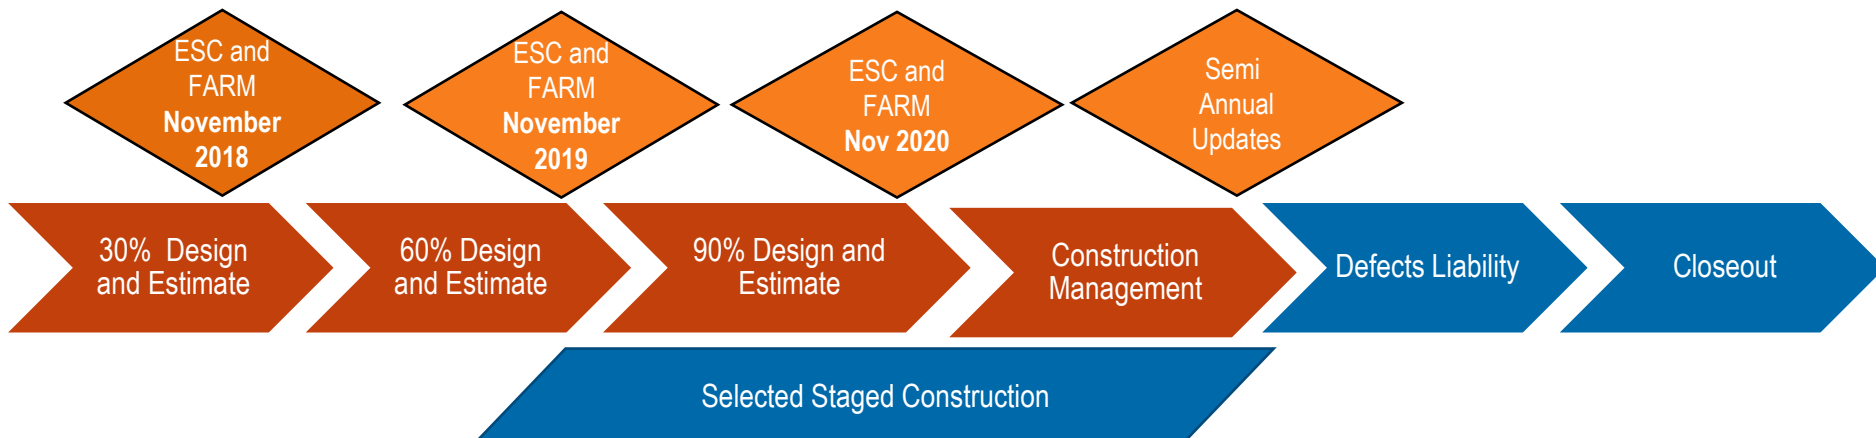 ESC and
FARM
November
2018
ESC and
FARM
November
2019
ESC and
FARM
Nov 2020
Semi
Annual
Updates
30% Design
and Estimate
60% Design
and Estimate
90% Design and
Estimate
Construction
Management
Defects Liability
Closeout
Selected Staged Construction